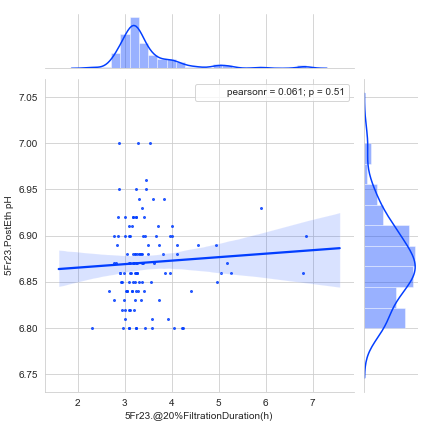 pearsonr = 0.061; p = 0.51
7.05
7.00
6.95
6.90
6.85
6.80
6.75
5Fr23.PostEth pH
2 3 4 5 6 7
5Fr23.@20%FiltrationDuration(h)